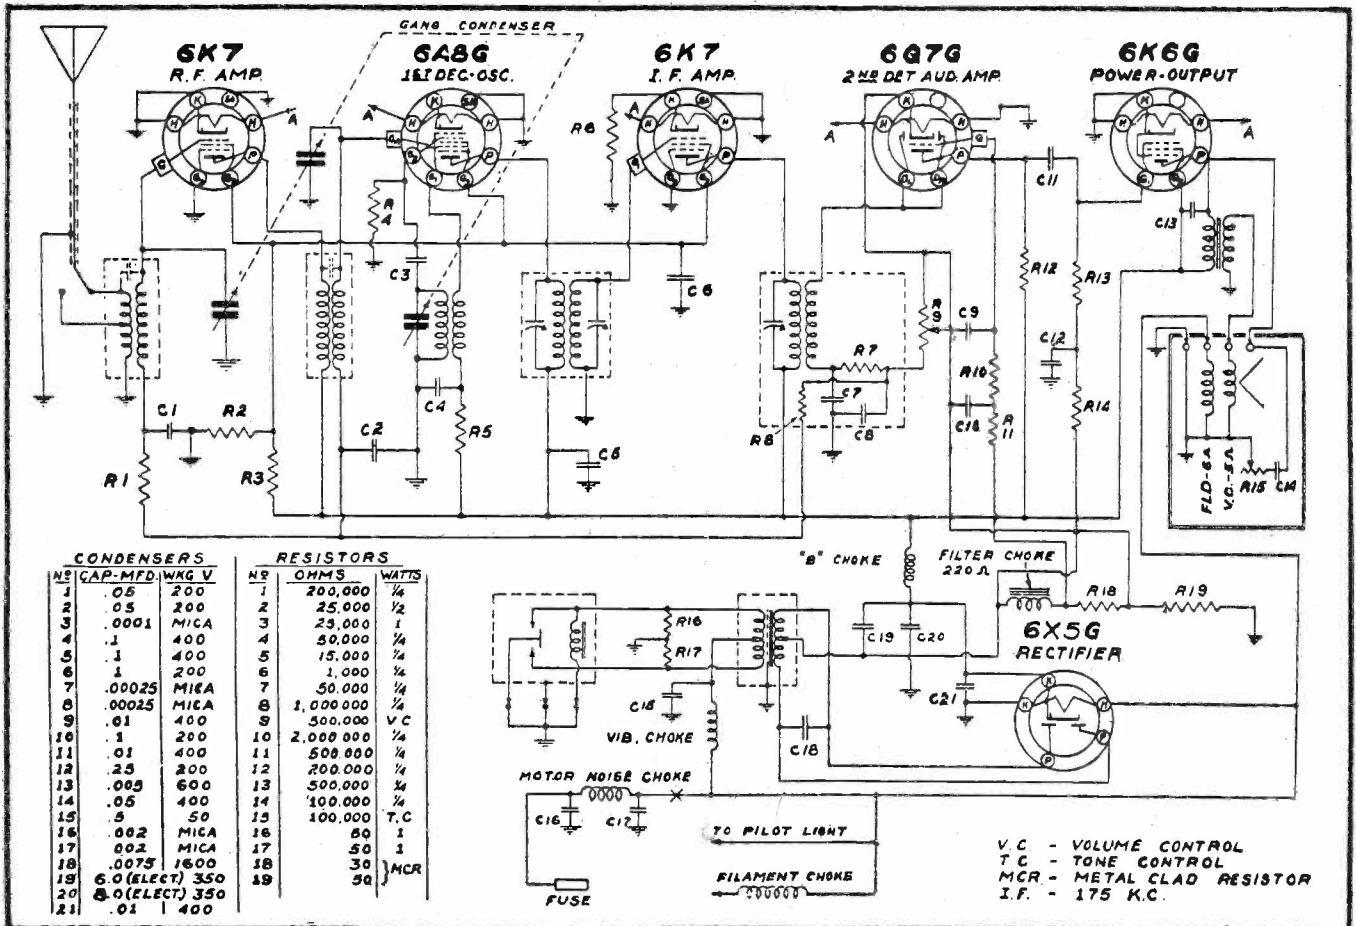 GANG CONDENSER
6K7
R.F. AMP.
6A8G
1ST DEC.-OSC.
6K7
I.F. AMP.
6Q7G
2ND DET AUD. AMP.
6K6G
POWER-OUTPUT
K
H
H
A
G
P
A
K
H
H
P
R6
A
K
H
H
G
P
A
K
H
H
G
P
K
H
H
A
P
R4
C3
C6
C11
C13
R12
R13
R9
C9
C12
R7
R10
C7
C8
R8
R11
R14
C1
R2
C2
C4
R5
C5
R1
R3
FLD-6Ω
V.C.-5Ω
R15
C14
CONDENSERS
Nº CAP-MFD. WKG V
1 .05 200
2 .05 200
3 .0001 MICA
4 .1 400
5 .1 400
6 .1 200
7 .00025 MICA
8 .00025 MICA
9 .01 400
10 .1 200
11 .01 400
12 .25 200
13 .005 600
14 .05 400
15 .5 50
16 .002 MICA
17 .002 MICA
18 .0075 1600
19 6.0 (ELECT.) 350
20 8.0 (ELECT.) 350
21 .01 400
RESISTORS
Nº OHMS WATTS
1 200,000 ¼
2 25,000 ½
3 25,000 1
4 50,000 ¼
5 15,000 ¼
6 1,000 ¼
7 50.000 ¼
8 1,000000 ¼
9 500,000 V C
10 2,000 000 ¼
11 500.000 ¼
12 200.000 ¼
13 500,000 ¼
14 100,000 ¼
15 100,000 T.C
16 50 1
17 50 1
18 30
19 50
} MCR
"B" CHOKE
FILTER CHOKE
220 Ω
R18
R19
R16
R17
C19
C20
6X5G
RECTIFIER
C21
K
H
H
P
P
C15
VIB. CHOKE
C18
MOTOR NOISE CHOKE
C16
C17
TO PILOT LIGHT
FILAMENT CHOKE
FUSE
V.C. - VOLUME CONTROL
T C - TONE CONTROL
MCR - METAL CLAD RESISTOR
I.F. - 175 K.C.